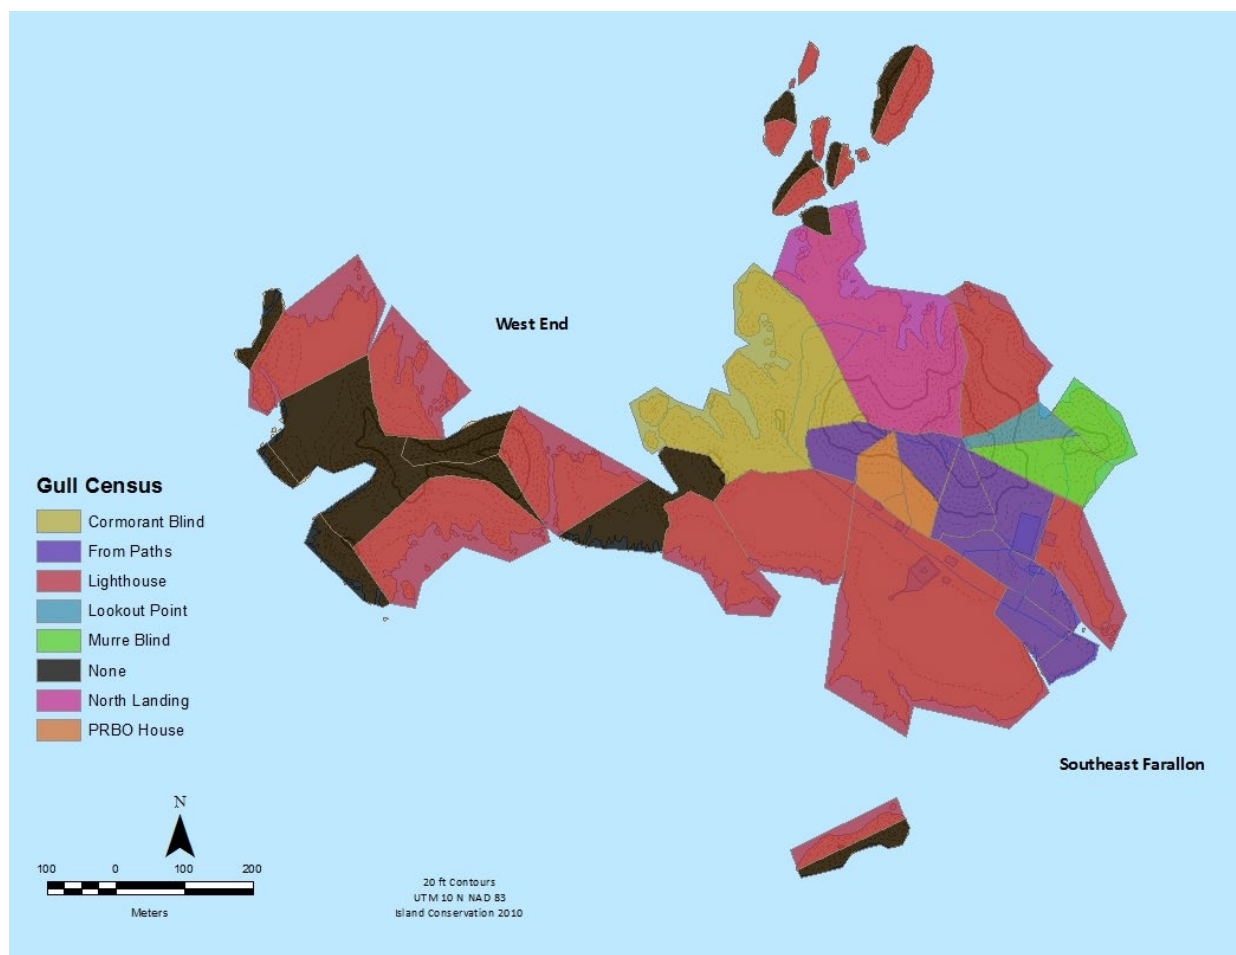 West End
Gull Census
Cormorant Blind
From Paths
Lighthouse
Lookout Point
Murre Blind
None
North Landing
PRBO House
Southeast Farallon
N
100 0 100 200
Meters
20 ft Contours
UTM 10 N NAD 83
Island Conservation 2010